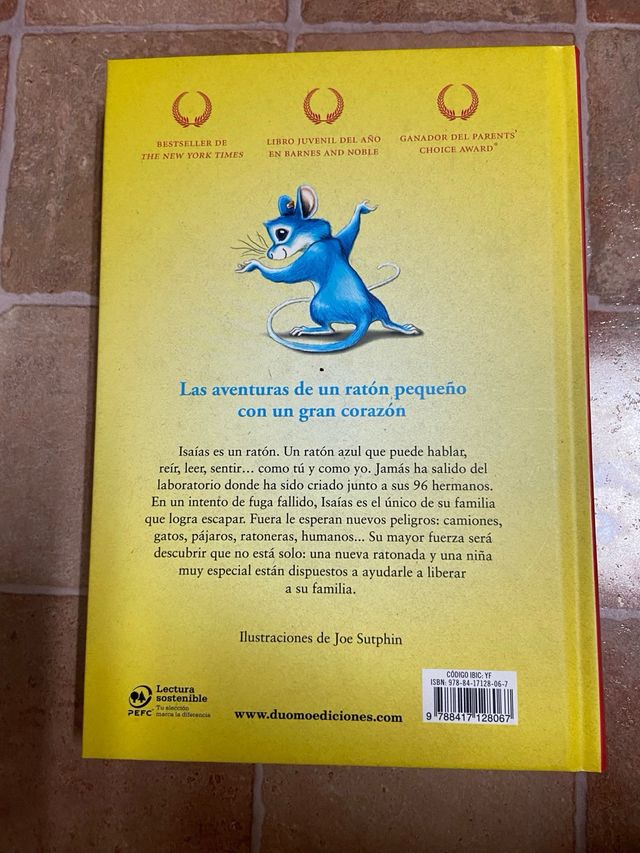 BESTSELLER DE
THE NEW YORK TIMES
LIBRO JUVENIL DEL AÑO
EN BARNES AND NOBLE
GANADOR DEL PARENTS'
CHOICE AWARD®
Las aventuras de un ratón pequeño
con un gran corazón
Isaías es un ratón. Un ratón azul que puede hablar,
reír, leer, sentir... como tú y como yo. Jamás ha salido del
laboratorio donde ha sido criado junto a sus 96 hermanos.
En un intento de fuga fallido, Isaías es el único de su familia
que logra escapar. Fuera le esperan nuevos peligros: camiones,
gatos, pájaros, ratoneras, humanos... Su mayor fuerza será
descubrir que no está solo: una nueva ratonada y una niña
muy especial están dispuestos a ayudarle a liberar
a su familia.
Ilustraciones de Joe Sutphin
PEFC
Lectura
sostenible
Tu elección
marca la diferencia
www.duomoediciones.com
CÓDIGO IBIC: YF
ISBN: 978-84-17128-06-7
9 788417 128067